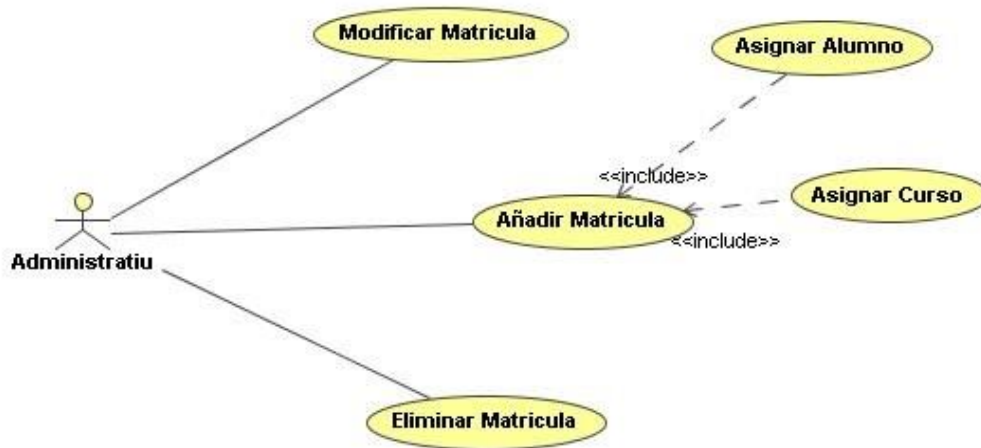 Modificar Matricula
Asignar Alumno
<<include>>
Asignar Curso
Añadir Matricula
<<include>>
Administratiu
Eliminar Matricula